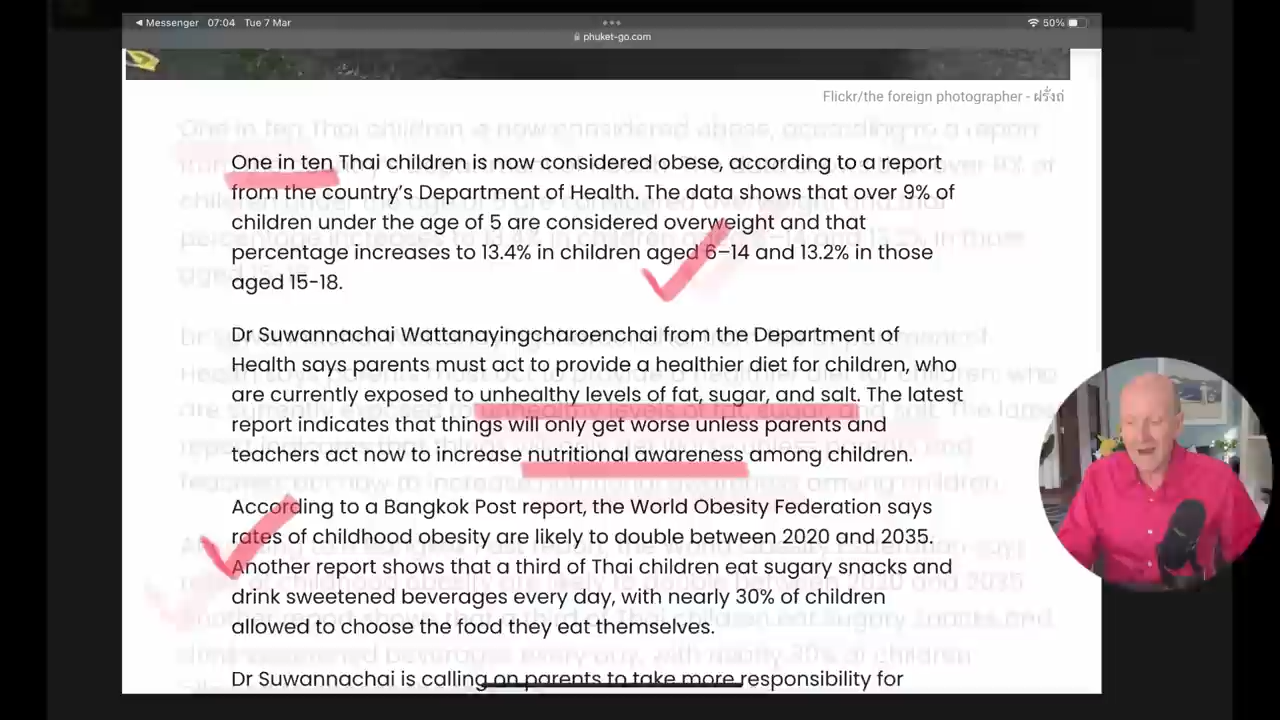 Messenger 07:04 Tue 7 Mar
50%
phuket-go.com
Flickr/the foreign photographer - ฝรั่งถ่
One in ten Thai children is now considered obese, according to a report
from the country’s Department of Health. The data shows that over 9% of
children under the age of 5 are considered overweight and that
percentage increases to 13.4% in children aged 6–14 and 13.2% in those
aged 15-18.
Dr Suwannachai Wattanayingcharoenchai from the Department of
Health says parents must act to provide a healthier diet for children, who
are currently exposed to unhealthy levels of fat, sugar, and salt. The latest
report indicates that things will only get worse unless parents and
teachers act now to increase nutritional awareness among children.
According to a Bangkok Post report, the World Obesity Federation says
rates of childhood obesity are likely to double between 2020 and 2035.
Another report shows that a third of Thai children eat sugary snacks and
drink sweetened beverages every day, with nearly 30% of children
allowed to choose the food they eat themselves.
Dr Suwannachai is calling on parents to take more responsibility for